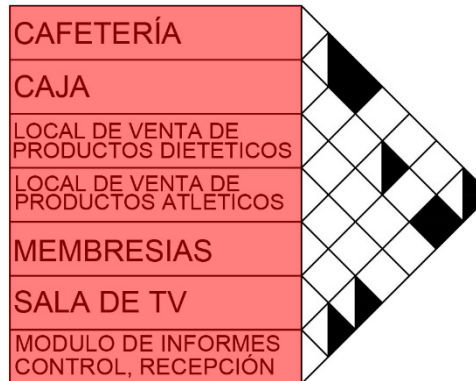 CAFETERÍA
CAJA
LOCAL DE VENTA DE
PRODUCTOS DIETETICOS
LOCAL DE VENTA DE
PRODUCTOS ATLETICOS
MEMBRESIAS
SALA DE TV
MODULO DE INFORMES
CONTROL, RECEPCIÓN